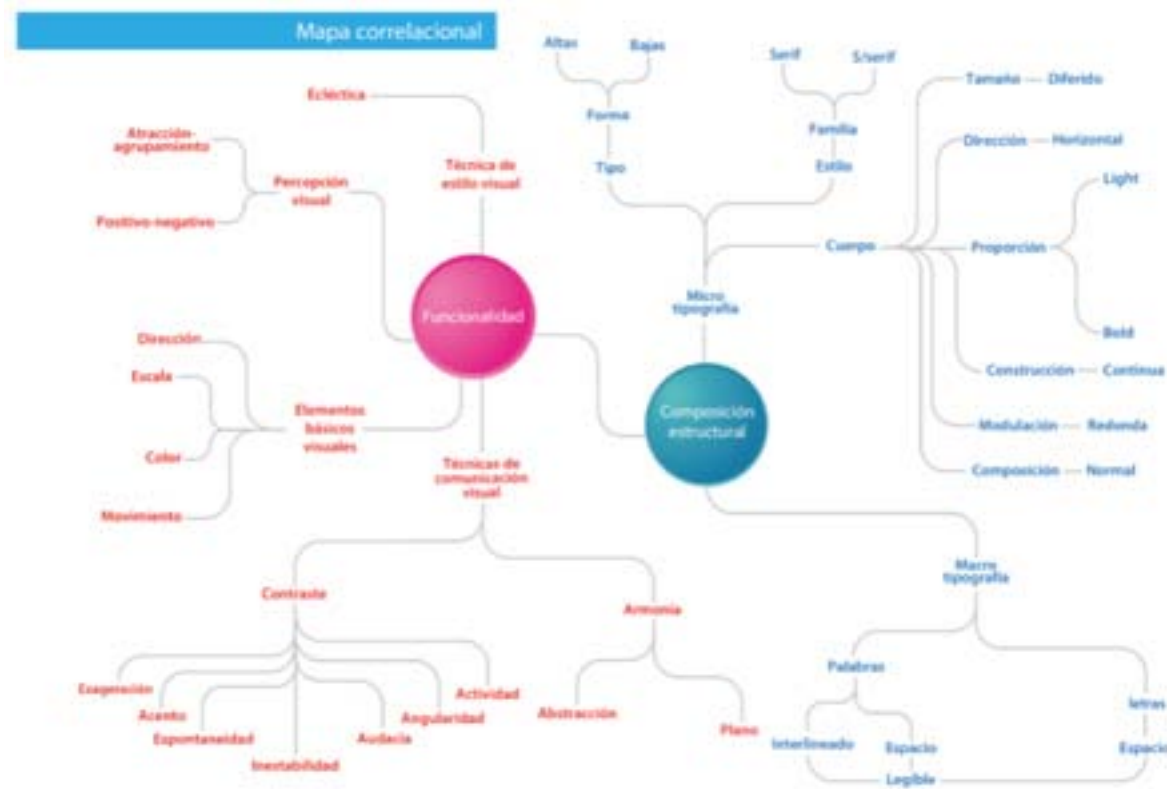 Mapa correlacional
Altas
Bajas
Serif
S/serif
Ecléctica
Forma
Familia
Tamaño
Diferido
Atracción-
agrupamiento
Técnica de
estilo visual
Tipo
Estilo
Dirección
Horizontal
Percepción
visual
Light
Positivo-negativo
Cuerpo
Proporción
Funcionalidad
Micro
tipografía
Bold
Dirección
Escala
Elementos
básicos
visuales
Composición
estructural
Construcción
Continua
Color
Técnicas de
comunicación
visual
Modulación
Redonda
Movimiento
Composición
Normal
Contraste
Armonía
Macro
tipografía
Palabras
Exageración
Acento
Espontaneidad
Inestabilidad
Audacia
Angularidad
Actividad
Abstracción
Plano
letras
Interlineado
Espacio
Espacio
Legible